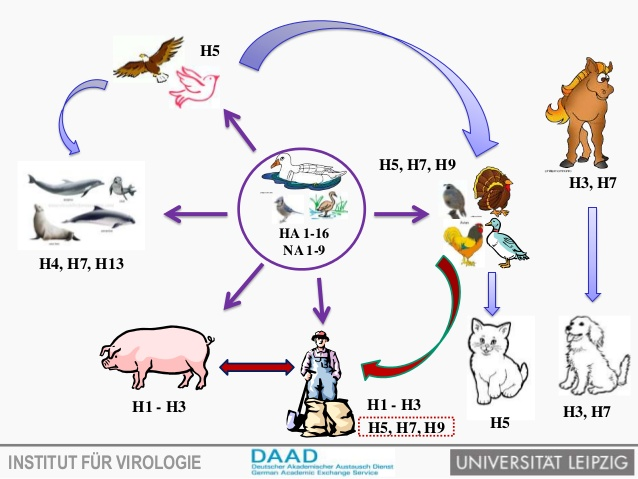 H5
H5, H7, H9
H3, H7
HA 1-16
NA 1-9
H4, H7, H13
H1 - H3
H1 - H3
H5, H7, H9
H5
H3, H7
INSTITUT FÜR VIROLOGIE
DAAD
Deutscher Akademischer Austausch Dienst
German Academic Exchange Service
UNIVERSITÄT LEIPZIG